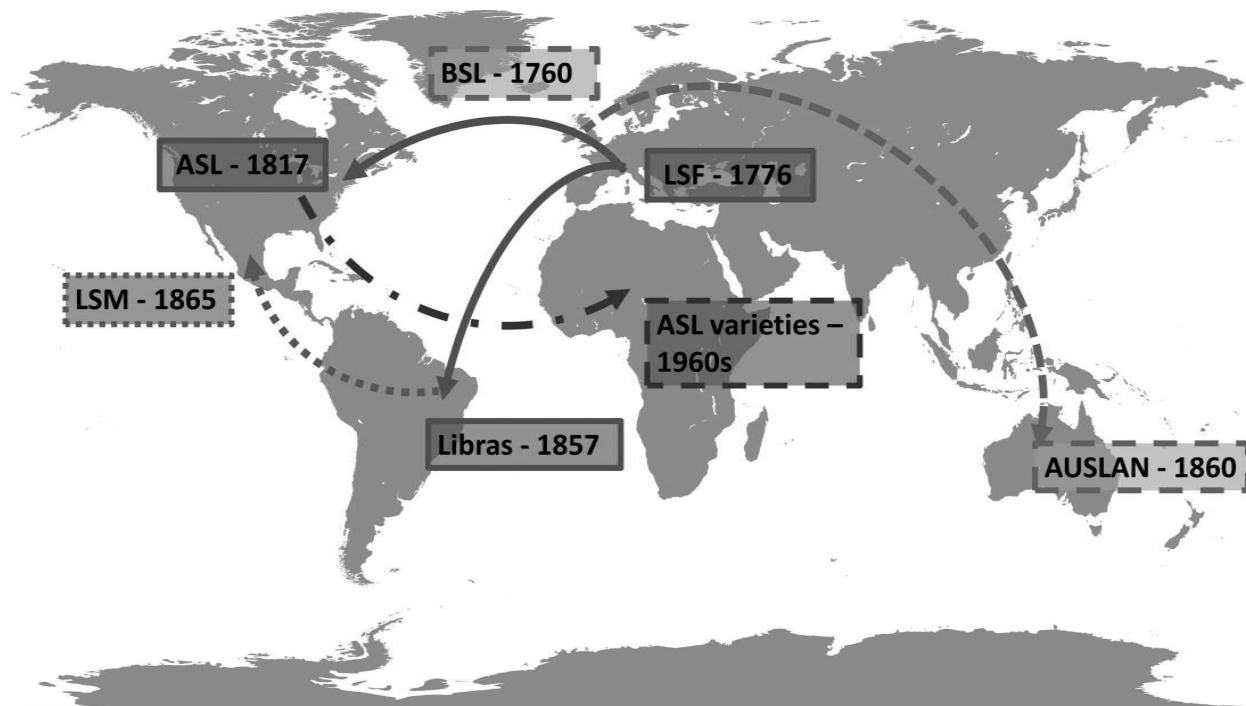 BSL - 1760
ASL - 1817
LSF - 1776
LSM - 1865
ASL varieties –
1960s
Libras - 1857
AUSLAN - 1860